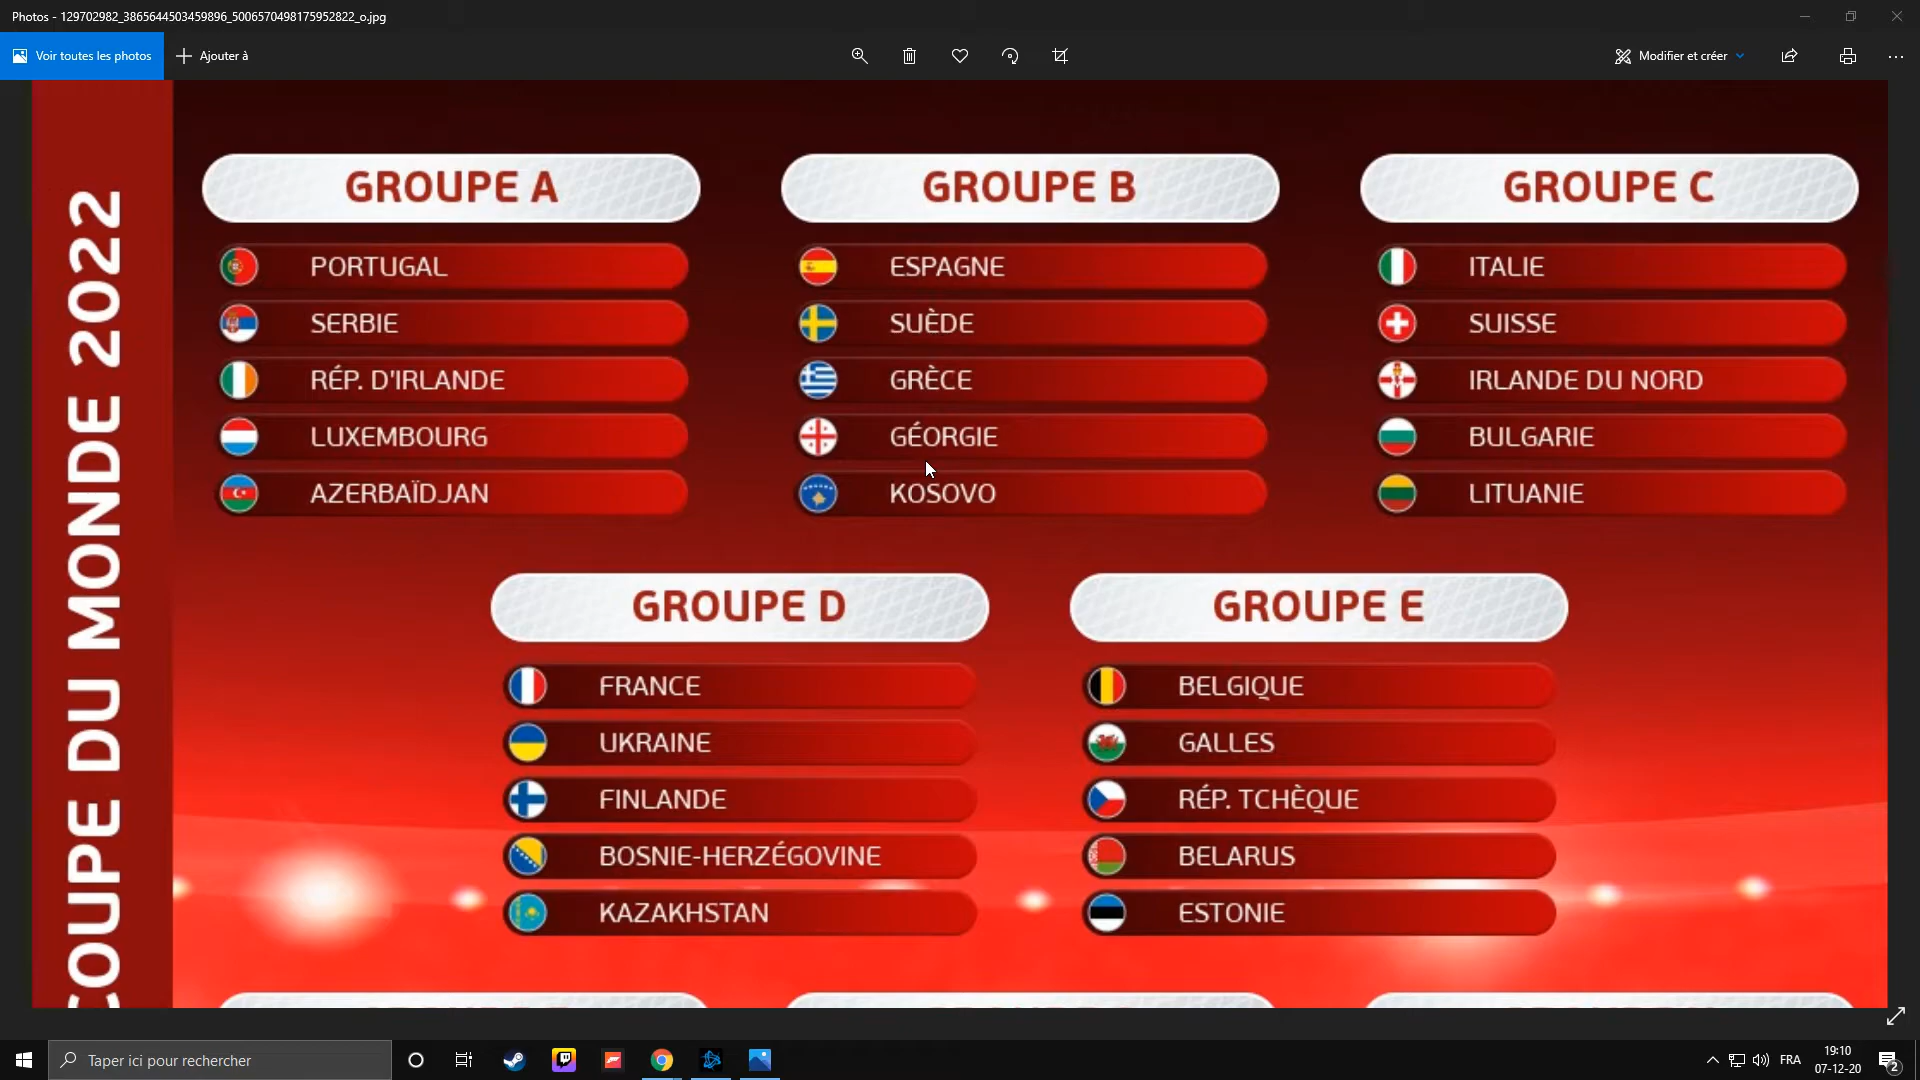 Photos - 129702982_3865644503459896_5006570498175952822_o.jpg
Voir toutes les photos
Ajouter à
Modifier et créer
COUPE DU MONDE 2022
GROUPE A
PORTUGAL
SERBIE
RÉP. D'IRLANDE
LUXEMBOURG
AZERBAÏDJAN
GROUPE B
ESPAGNE
SUÈDE
GRÈCE
GÉORGIE
KOSOVO
GROUPE C
ITALIE
SUISSE
IRLANDE DU NORD
BULGARIE
LITUANIE
GROUPE D
FRANCE
UKRAINE
FINLANDE
BOSNIE-HERZÉGOVINE
KAZAKHSTAN
GROUPE E
BELGIQUE
GALLES
RÉP. TCHÈQUE
BELARUS
ESTONIE
Taper ici pour rechercher
FRA
19:10
07-12-20
2